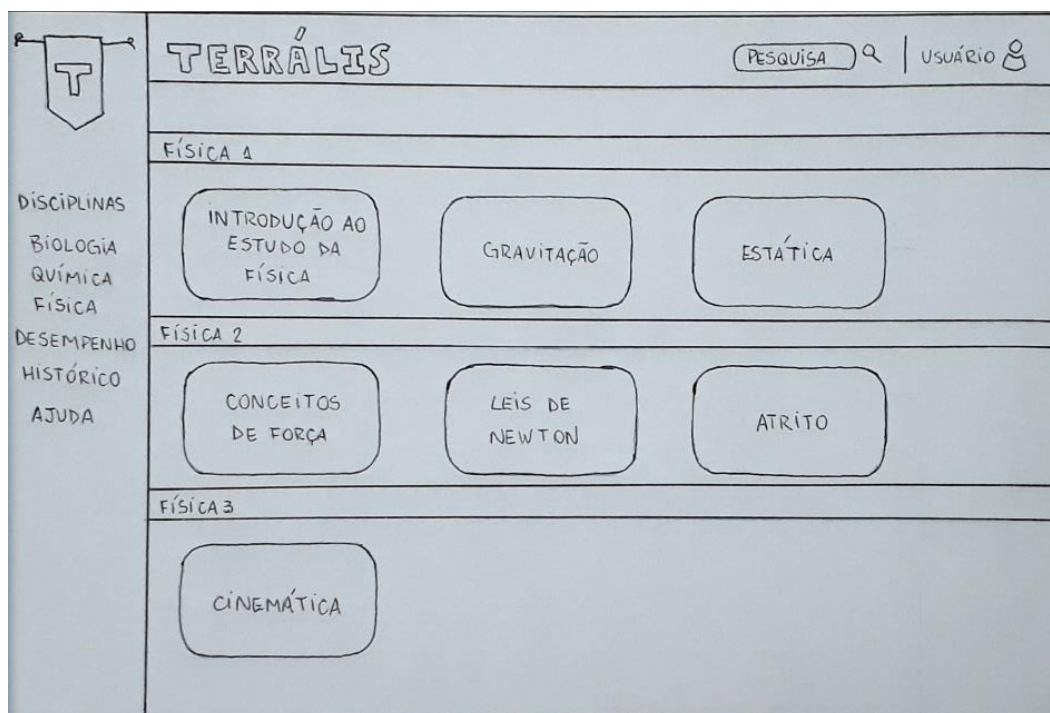 T
TERRÁLIS
PESQUISA
USUÁRIO
DISCIPLINAS
BIOLOGIA
QUÍMICA
FÍSICA
DESEMPENHO
HISTÓRICO
AJUDA
FÍSICA 1
INTRODUÇÃO AO
ESTUDO DA
FÍSICA
GRAVITAÇÃO
ESTÁTICA
FÍSICA 2
CONCEITOS
DE FORÇA
LEIS DE
NEWTON
ATRITO
FÍSICA 3
CINEMÁTICA